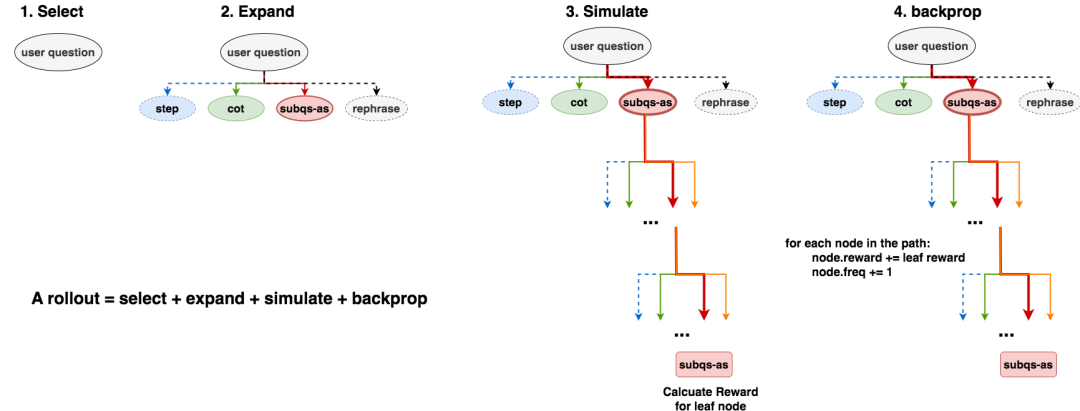 1. Select
user question
2. Expand
user question
step
cot
subqs-as
rephrase
3. Simulate
user question
step
cot
subqs-as
rephrase
...
...
subqs-as
Calcuate Reward
for leaf node
4. backprop
user question
step
cot
subqs-as
rephrase
...
for each node in the path:
node.reward += leaf reward
node.freq += 1
...
subqs-as
A rollout = select + expand + simulate + backprop